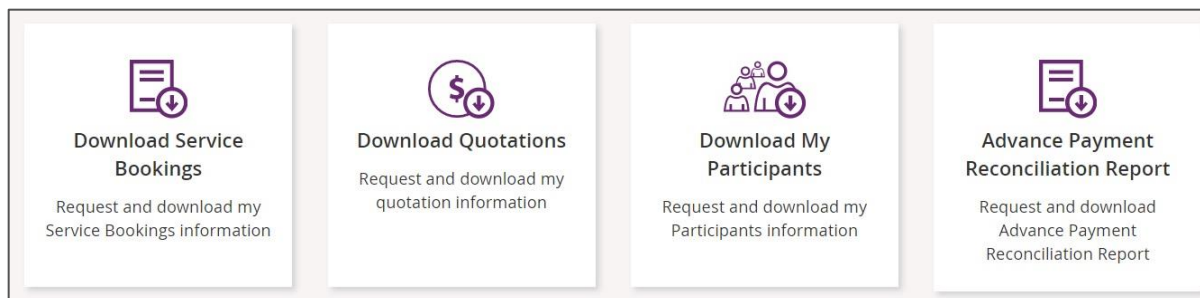 Download Service
Bookings
Request and download my
Service Bookings information
$
Download Quotations
Request and download my
quotation information
Download My
Participants
Request and download my
Participants information
Advance Payment
Reconciliation Report
Request and download
Advance Payment
Reconciliation Report